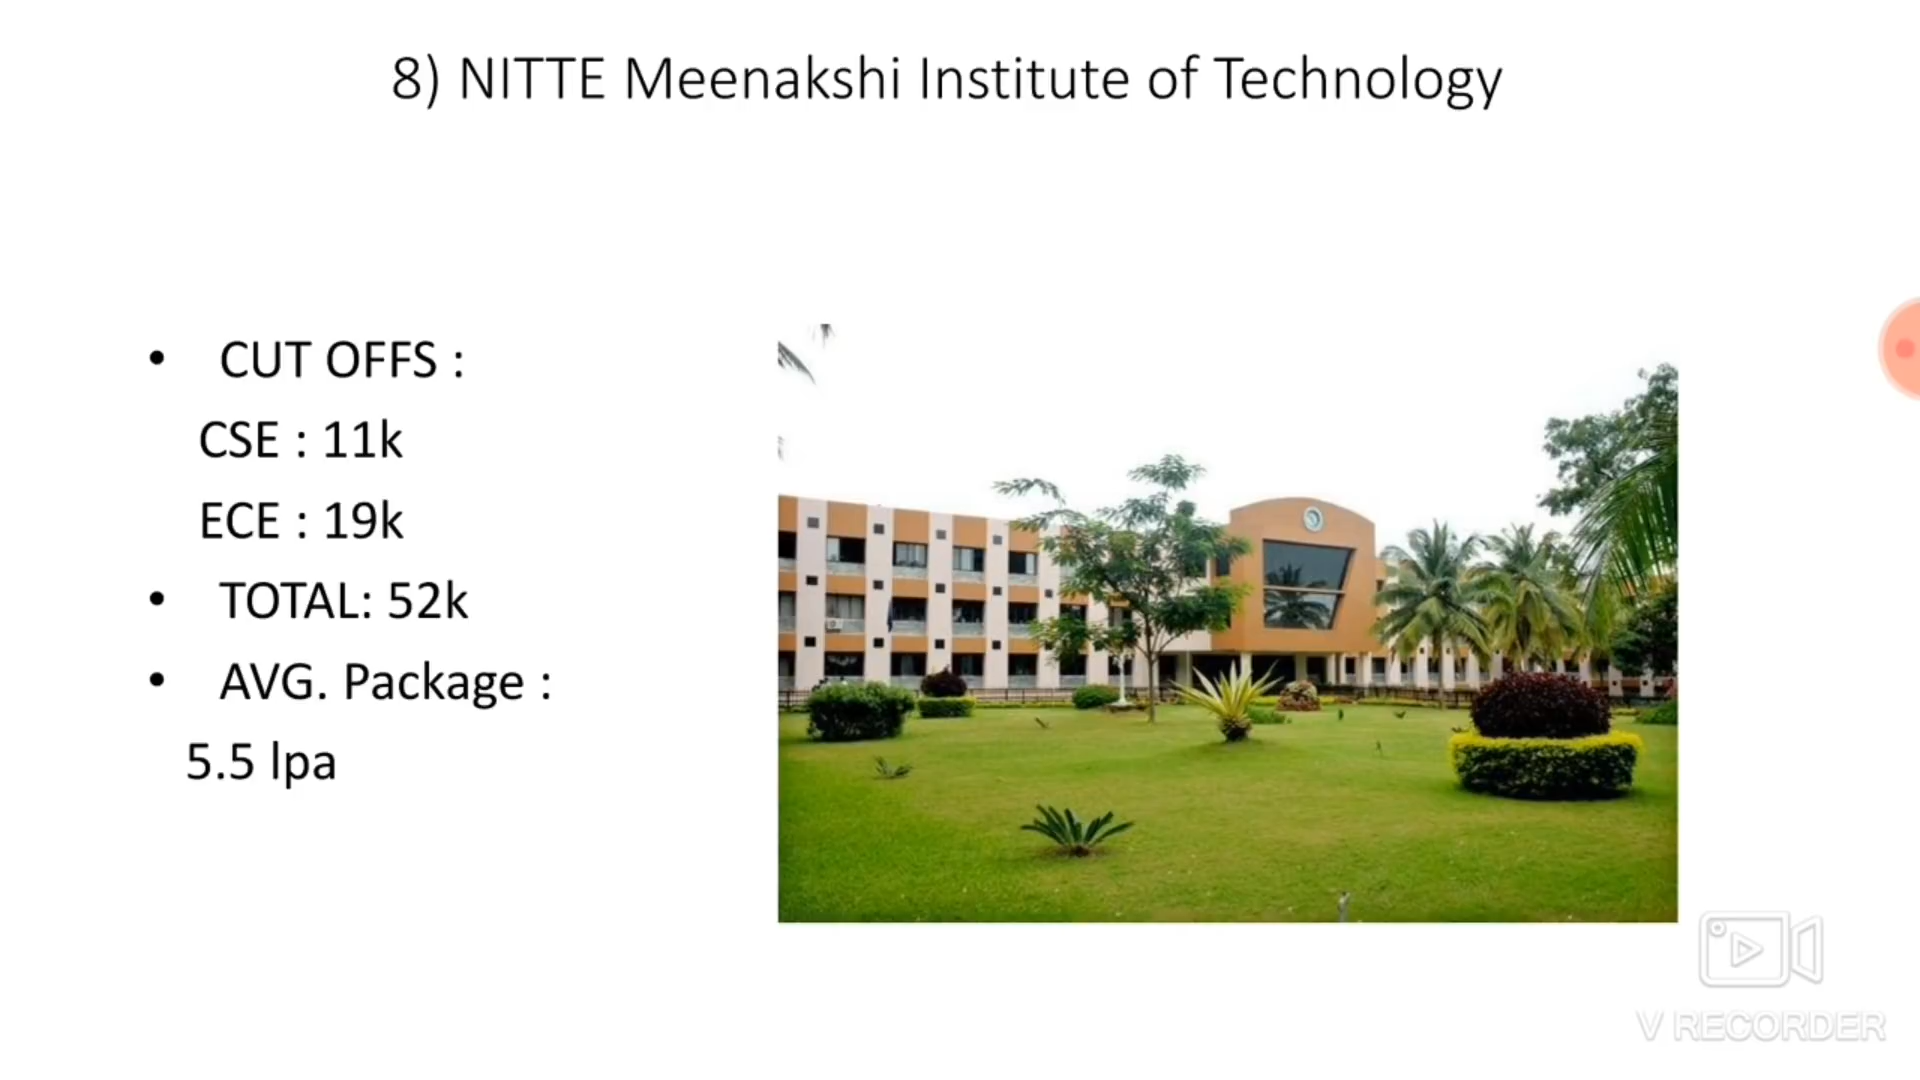 8) NITTE Meenakshi Institute of Technology
• CUT OFFS :
CSE : 11k
ECE : 19k
• TOTAL: 52k
• AVG. Package :
5.5 lpa
V RECORDER